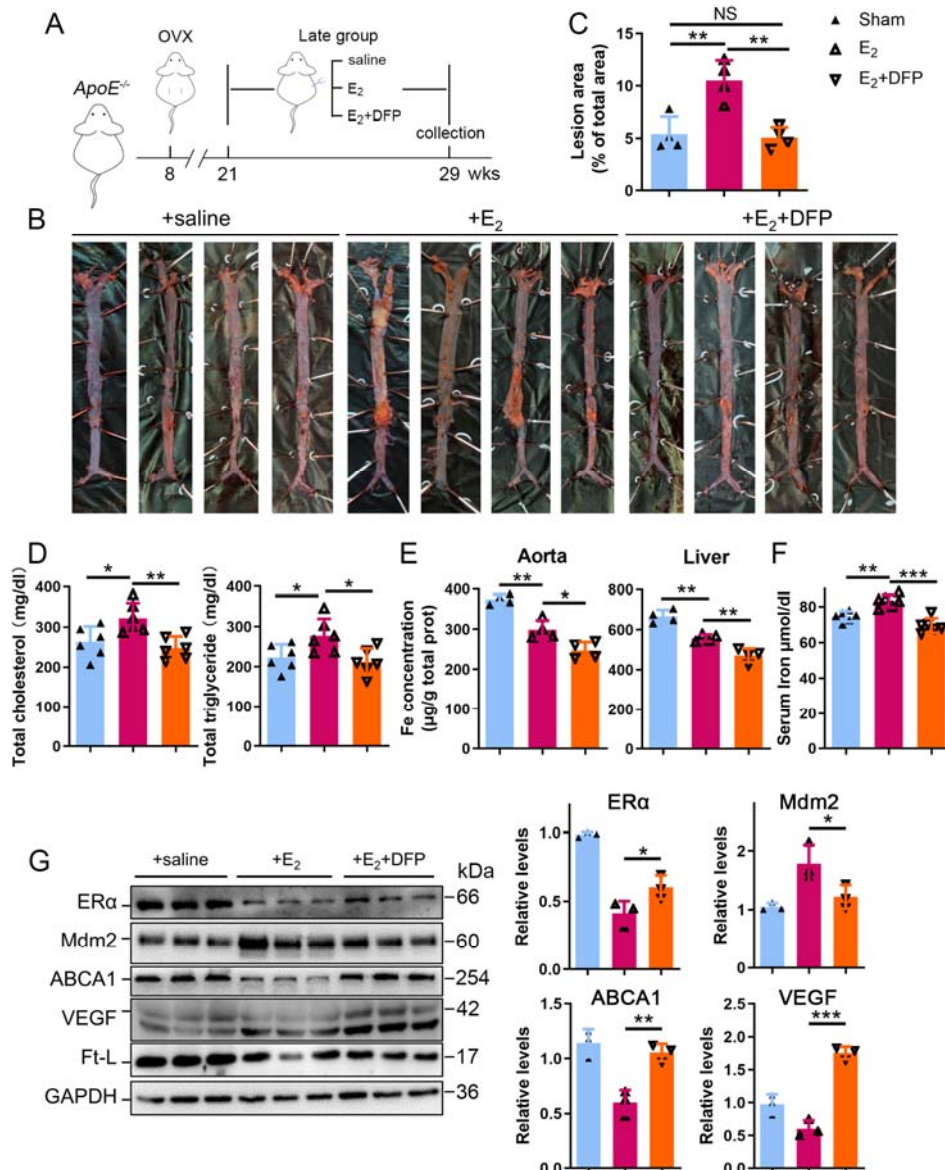 A
ApoE-/-
OVX
Late group
saline
E2
E2+DFP
collection
8
21
29
wks
C
Lesion area
(% of total area)
15
10
5
0
NS
**
**
Sham
E2
E2+DFP
B
+saline
+E2
+E2+DFP
D
Total cholesterol (mg/dl)
400
300
200
100
0
*
**
Total triglyceride (mg/dl)
400
300
200
100
0
*
*
E
Fe concentration
(μg/g total prot)
Aorta
400
300
200
100
0
**
*
Liver
800
600
400
200
0
**
**
F
Serum Iron μmol/dl
80
60
40
20
0
**
***
G
+saline
+E2
+E2+DFP
kDa
ERα
66
Mdm2
60
ABCA1
254
VEGF
42
Ft-L
17
GAPDH
36
ERα
Relative levels
1.0
0.5
0.0
*
Mdm2
Relative levels
2
1
0
*
ABCA1
Relative levels
1.5
1.0
0.5
0.0
**
VEGF
Relative levels
2.0
1.5
1.0
0.5
0.0
***